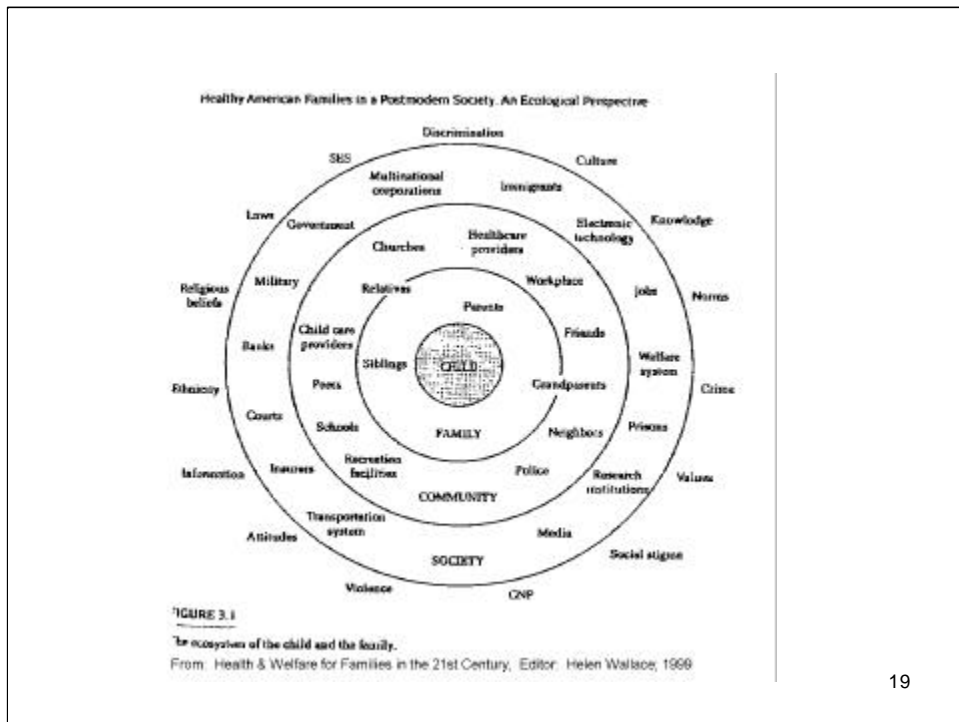 Healthy American Families in a Postmodern Society. An Ecological Perspective
Discrimination
SES
Culture
Multinational
corporations
Immigrants
Laws
Government
Electronic
technology
Knowledge
Churches
Healthcare
providers
Religious
beliefs
Military
Relatives
Workplace
Jobs
Norms
Parents
Banks
Child care
providers
Friends
Siblings
CHILD
Welfare
system
Ethnicity
Peers
Grandparents
Crime
Courts
Schools
FAMILY
Neighbors
Prisons
Information
Insurers
Recreation
facilities
Police
Research
institutions
Values
COMMUNITY
Attitudes
Transportation
system
Media
SOCIETY
Social stigma
Violence
GNP
FIGURE 3.1
The ecosystem of the child and the family.
From: Health & Welfare for Families in the 21st Century, Editor: Helen Wallace; 1999
19